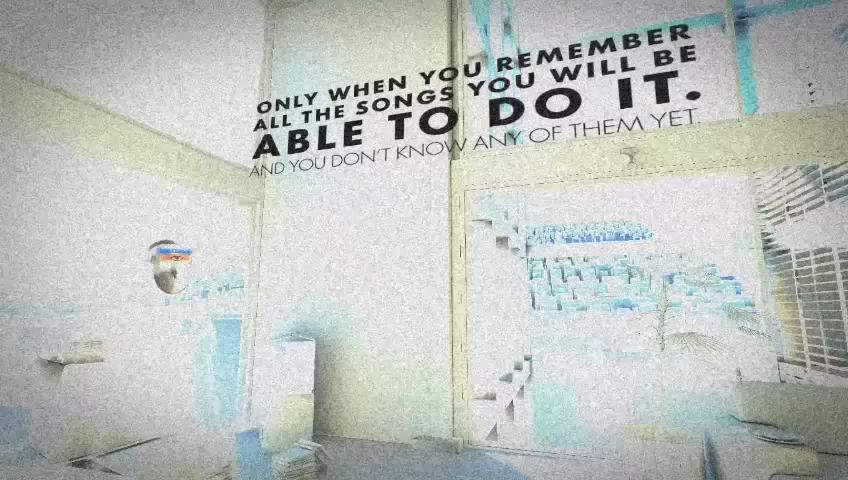 ONLY WHEN YOU REMEMBER
ALL THE SONGS YOU WILL BE
ABLE TO DO IT.
AND YOU DON'T KNOW ANY OF THEM YET.